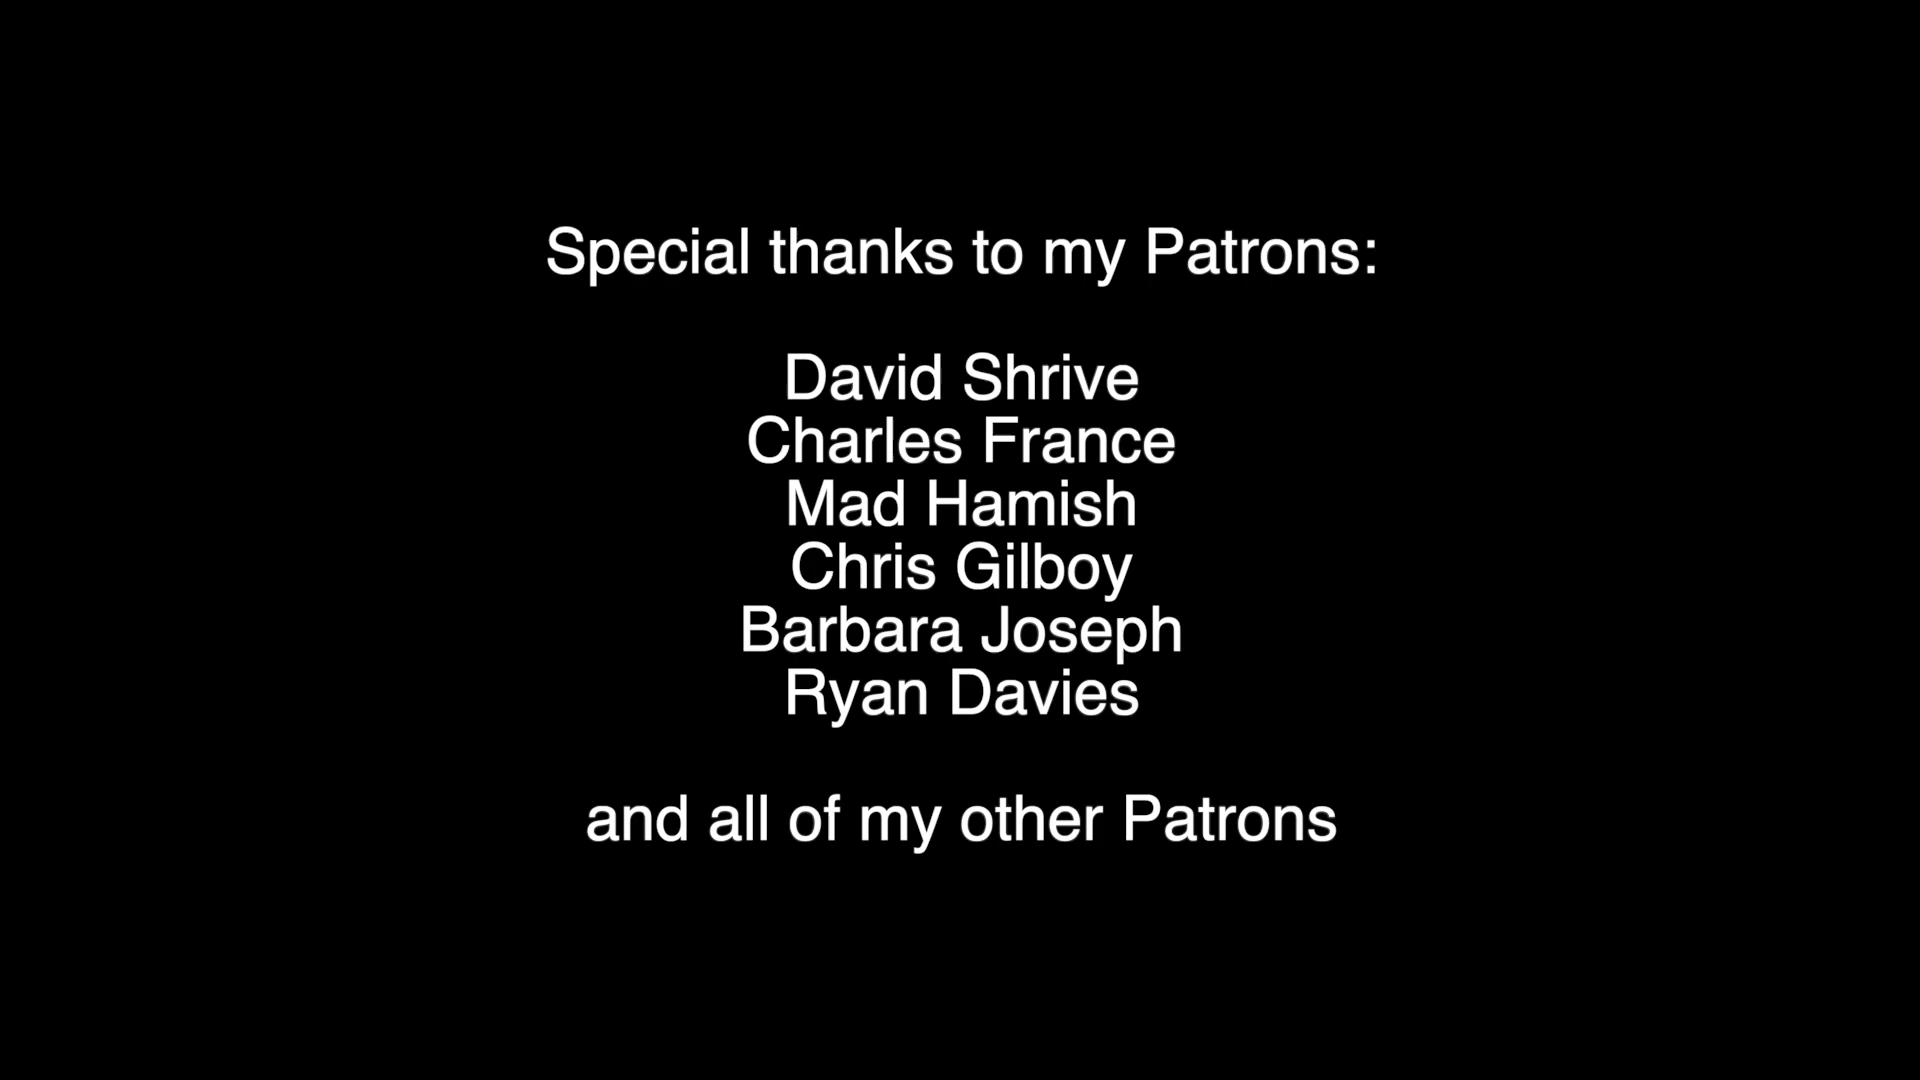 Special thanks to my Patrons:
David Shrive
Charles France
Mad Hamish
Chris Gilboy
Barbara Joseph
Ryan Davies
and all of my other Patrons